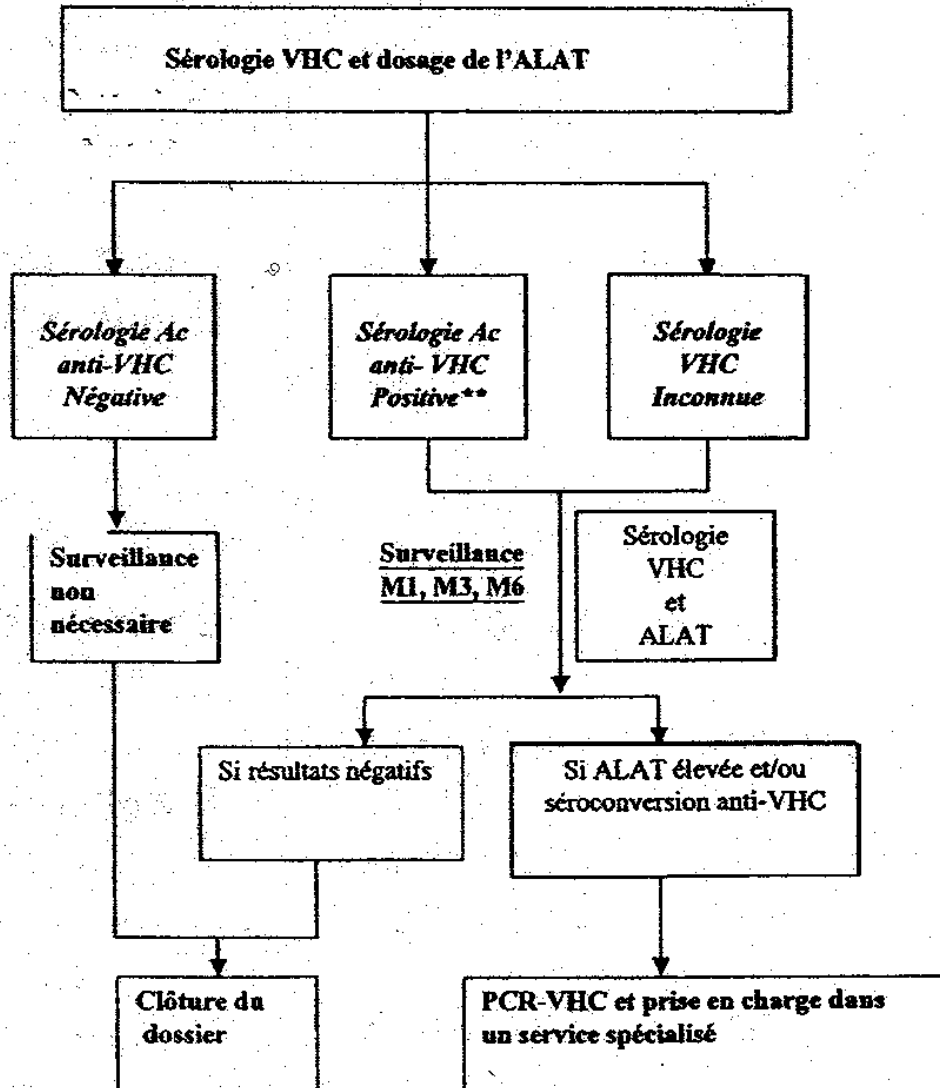 Sérologie VHC et dosage de l'ALAT
Sérologie Ac
anti-VHC
Négative
Sérologie Ac
anti- VHC
Positive**
Sérologie
VHC
Inconnue
Surveillance
non
nécessaire
Surveillance
M1, M3, M6
Sérologie
VHC
et
ALAT
Si résultats négatifs
Si ALAT élevée et/ou
séroconversion anti-VHC
Clôture du
dossier
PCR-VHC et prise en charge dans
un service spécialisé